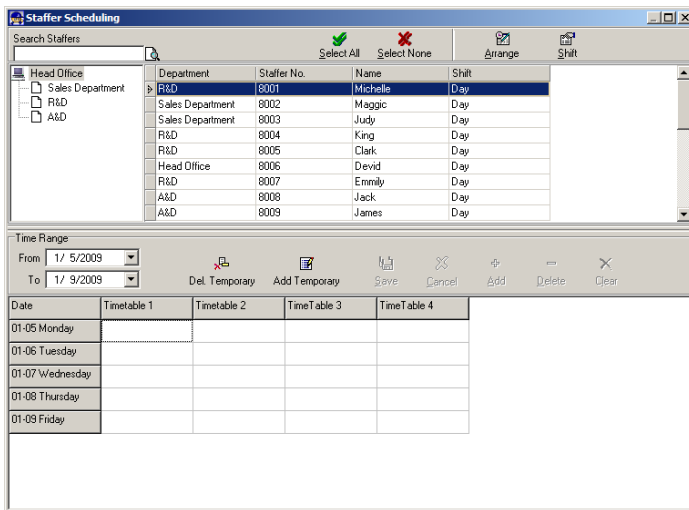 Staffer Scheduling
Search Staffers
Select All Select None Arrange Shift
Head Office
Sales Department
R&D
A&D
Department Staffer No. Name Shift
R&D 8001 Michelle Day
Sales Department 8002 Maggic Day
Sales Department 8003 Judy Day
R&D 8004 King Day
R&D 8005 Clark Day
Head Office 8006 Devid Day
R&D 8007 Emmily Day
A&D 8008 Jack Day
A&D 8009 James Day
Time Range
From 1/ 5/2009
To 1/ 9/2009
Del. Temporary Add Temporary Save Cancel Add Delete Clear
Date Timetable 1 Timetable 2 TimeTable 3 TimeTable 4
01-05 Monday
01-06 Tuesday
01-07 Wednesday
01-08 Thursday
01-09 Friday